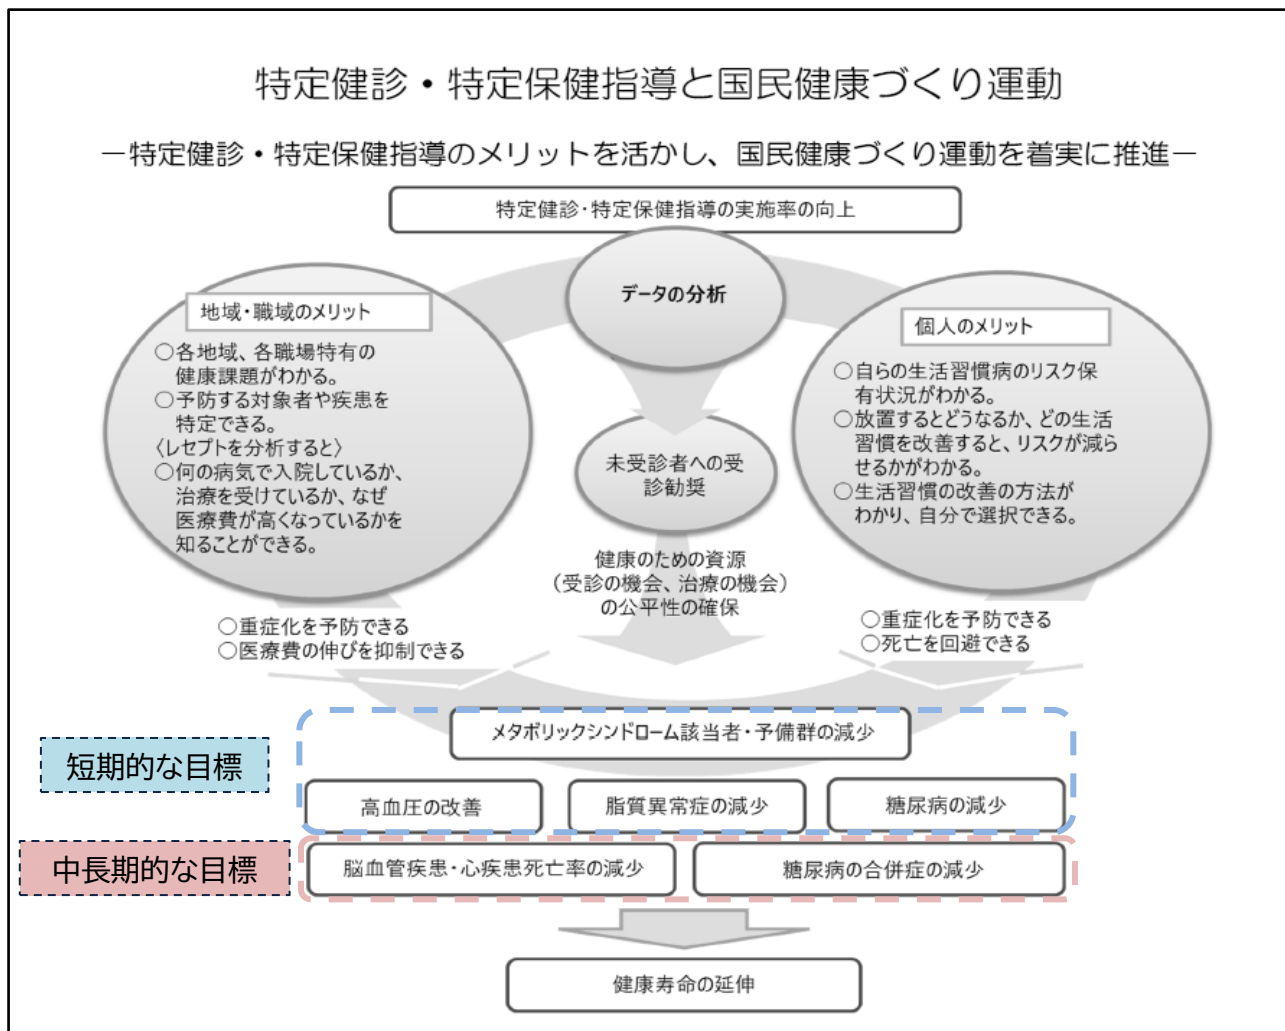 特定健診・特定保健指導と国民健康づくり運動
―特定健診・特定保健指導のメリットを活かし、国民健康づくり運動を着実に推進―
特定健診・特定保健指導の実施率の向上
データの分析
地域・職域のメリット
○各地域、各職場特有の
健康課題がわかる。
○予防する対象者や疾患を
特定できる。
〈レセプトを分析すると〉
○何の病気で入院しているか、
治療を受けているか、なぜ
医療費が高くなっているかを
知ることができる。
個人のメリット
○自らの生活習慣病のリスク保
有状況がわかる。
○放置するとどうなるか、どの生活
習慣を改善すると、リスクが減ら
せるかがわかる。
○生活習慣の改善の方法が
わかり、自分で選択できる。
未受診者への受
診勧奨
健康のための資源
（受診の機会、治療の機会）
の公平性の確保
○重症化を予防できる
○医療費の伸びを抑制できる
○重症化を予防できる
○死亡を回避できる
短期的な目標
メタボリックシンドローム該当者・予備群の減少
高血圧の改善
脂質異常症の減少
糖尿病の減少
中長期的な目標
脳血管疾患・心疾患死亡率の減少
糖尿病の合併症の減少
健康寿命の延伸